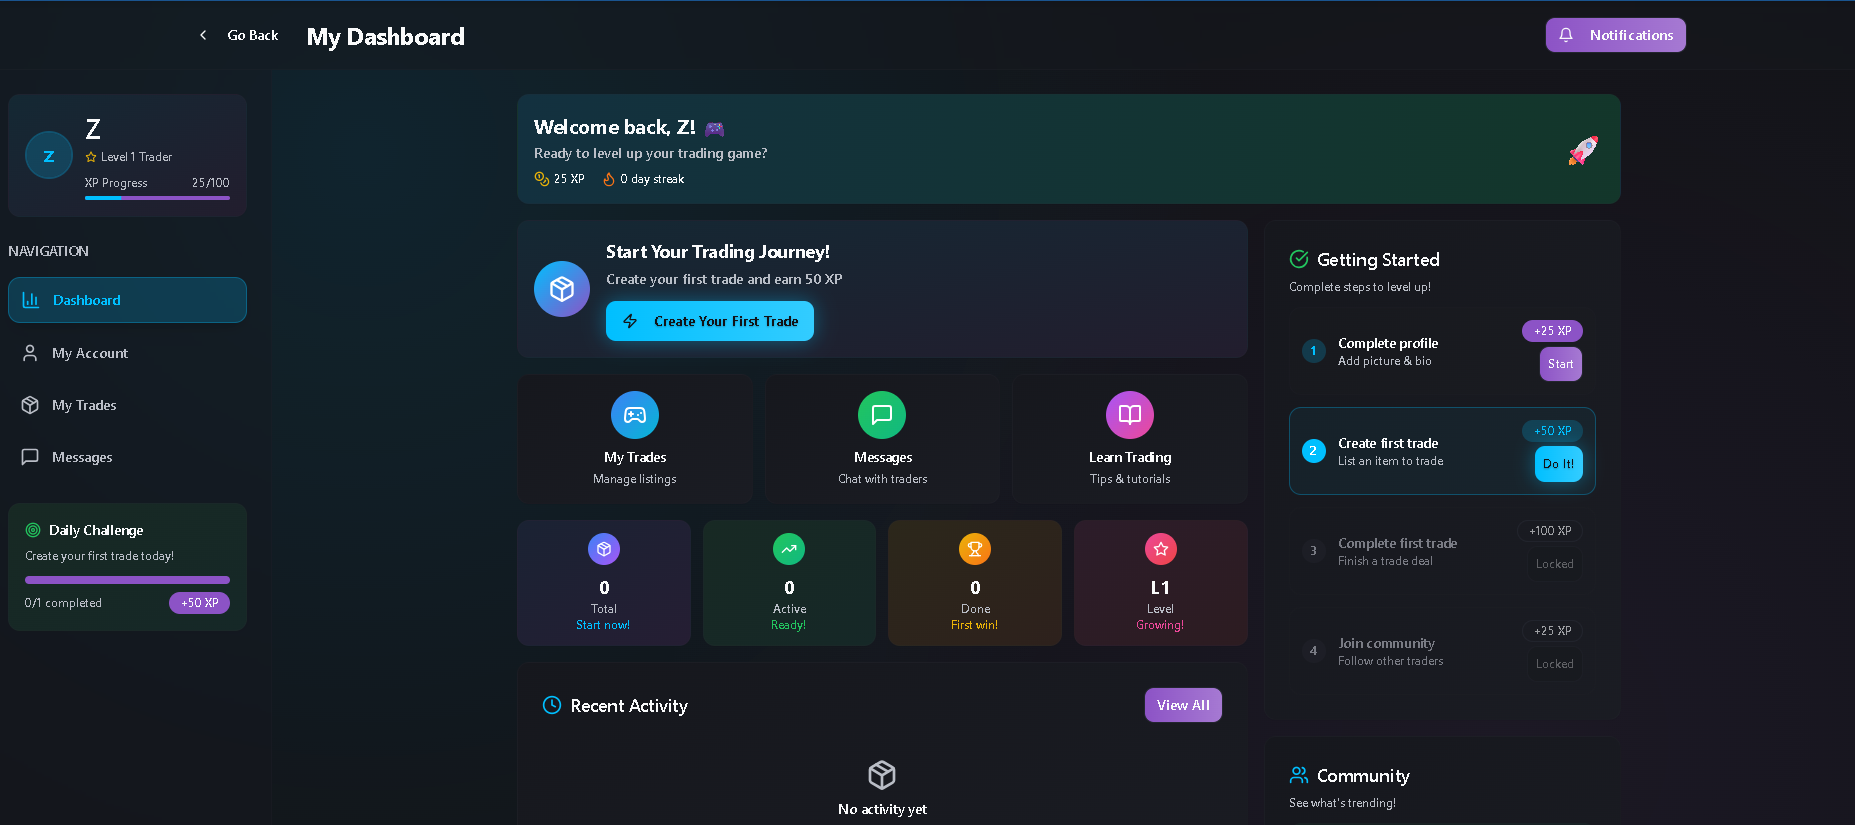 Go Back
My Dashboard
Notifications
Z
Z
Level 1 Trader
XP Progress 25/100
NAVIGATION
Dashboard
My Account
My Trades
Messages
Daily Challenge
Create your first trade today!
0/1 completed
+50 XP
Welcome back, Z!
Ready to level up your trading game?
25 XP 0 day streak
Start Your Trading Journey!
Create your first trade and earn 50 XP
Create Your First Trade
My Trades
Manage listings
Messages
Chat with traders
Learn Trading
Tips & tutorials
0
Total
Start now!
0
Active
Ready!
0
Done
First win!
L1
Level
Growing!
Recent Activity
View All
No activity yet
Getting Started
Complete steps to level up!
1
Complete profile
Add picture & bio
+25 XP
Start
2
Create first trade
List an item to trade
+50 XP
Do It!
3
Complete first trade
Finish a trade deal
+100 XP
Locked
4
Join community
Follow other traders
+25 XP
Locked
Community
See what's trending!